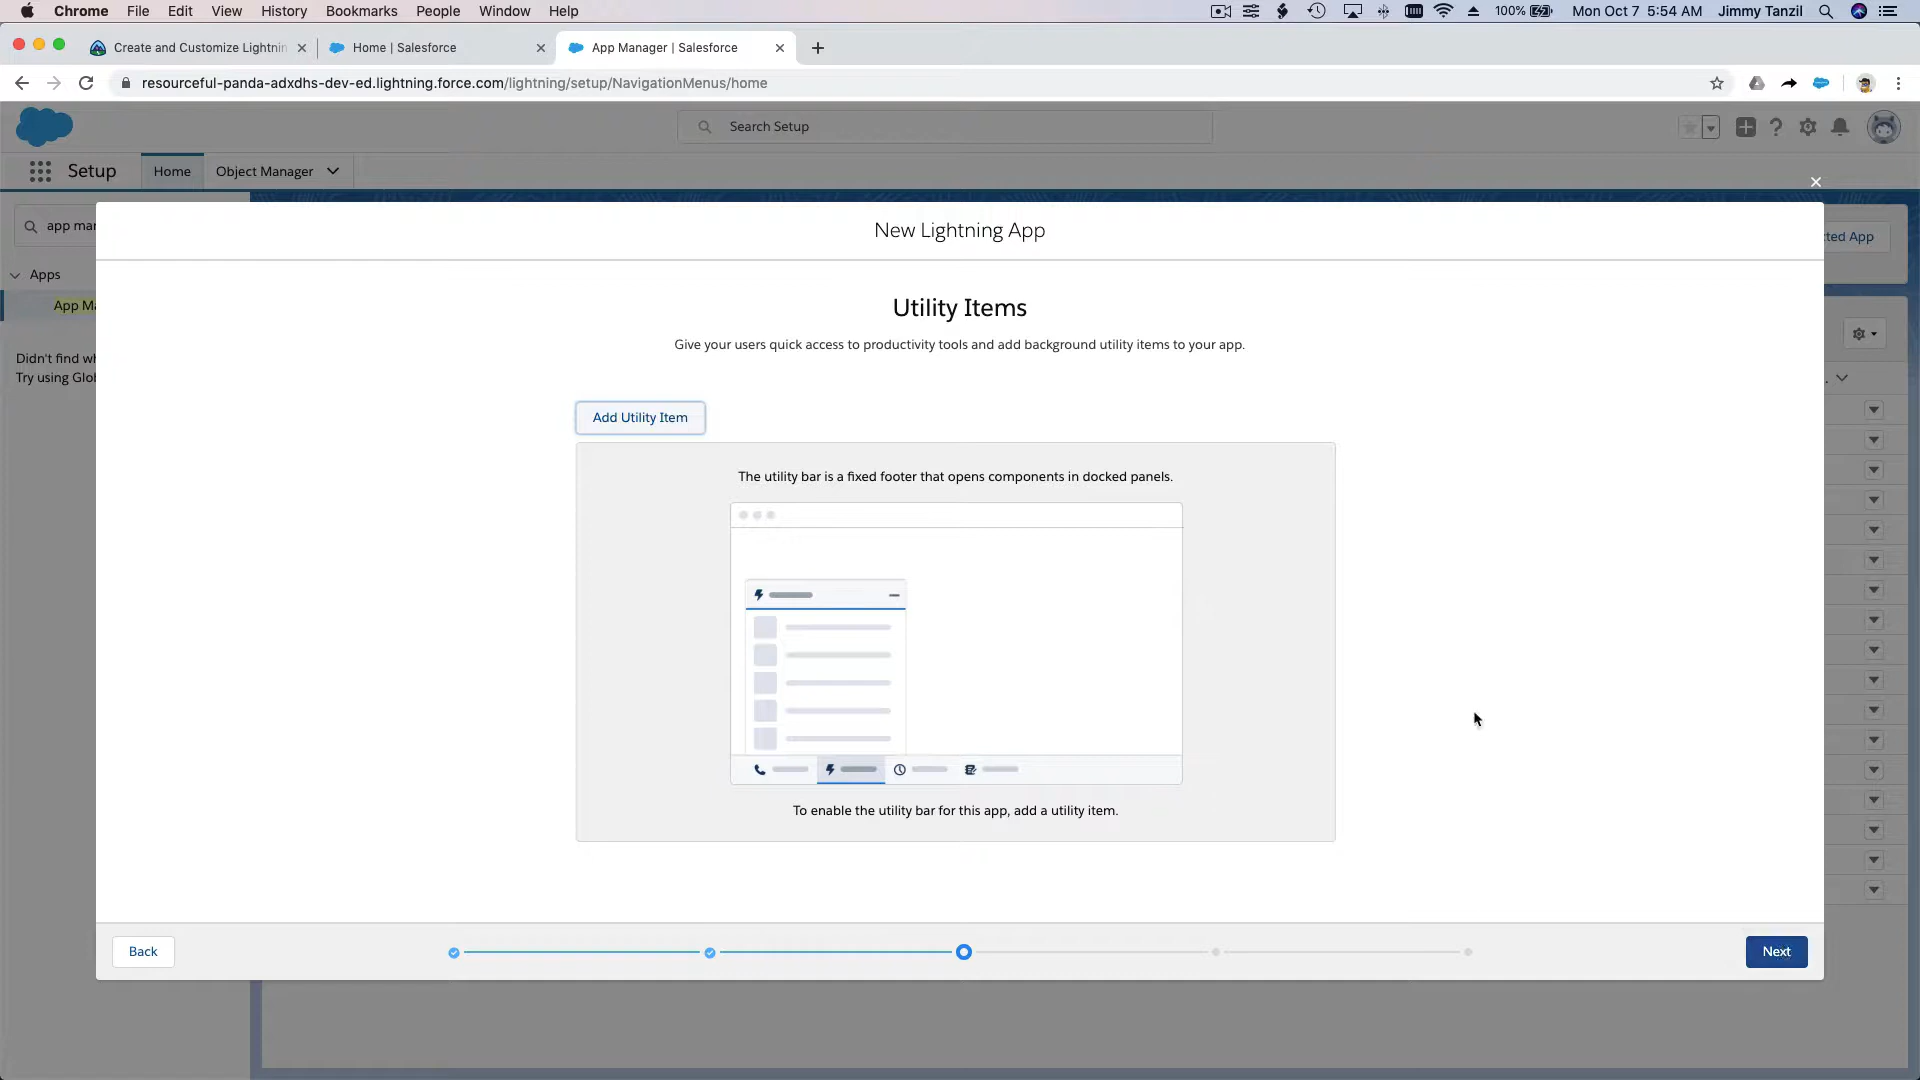 Chrome File Edit View History Bookmarks People Window Help 100% Mon Oct 7 5:54 AM Jimmy Tanzil
Create and Customize Lightnin
Home | Salesforce
App Manager | Salesforce
resourceful-panda-adxdhs-dev-ed.lightning.force.com/lightning/setup/NavigationMenus/home
Search Setup
Setup Home Object Manager
app mar
New Lightning App
cted App
Apps
App Ma
Utility Items
Give your users quick access to productivity tools and add background utility items to your app.
Didn't find wh
Try using Glob
Add Utility Item
The utility bar is a fixed footer that opens components in docked panels.
To enable the utility bar for this app, add a utility item.
Back
Next